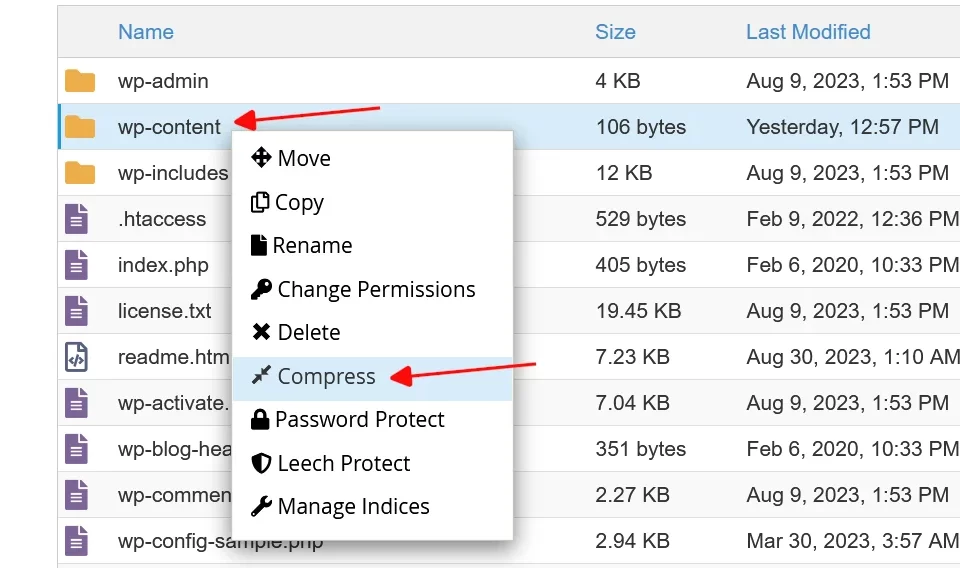 Name Size Last Modified
wp-admin 4 KB Aug 9, 2023, 1:53 PM
wp-content 106 bytes Yesterday, 12:57 PM
wp-includes 12 KB Aug 9, 2023, 1:53 PM
.htaccess 529 bytes Feb 9, 2022, 12:36 PM
index.php 405 bytes Feb 6, 2020, 10:33 PM
license.txt 19.45 KB Aug 9, 2023, 1:53 PM
readme.htm 7.23 KB Aug 30, 2023, 1:10 AM
wp-activate. 7.04 KB Aug 9, 2023, 1:53 PM
wp-blog-hea 351 bytes Feb 6, 2020, 10:33 PM
wp-commen 2.27 KB Aug 9, 2023, 1:53 PM
wp-config-sample.php 2.94 KB Mar 30, 2023, 3:57 AM
Move
Copy
Rename
Change Permissions
Delete
Compress
Password Protect
Leech Protect
Manage Indices